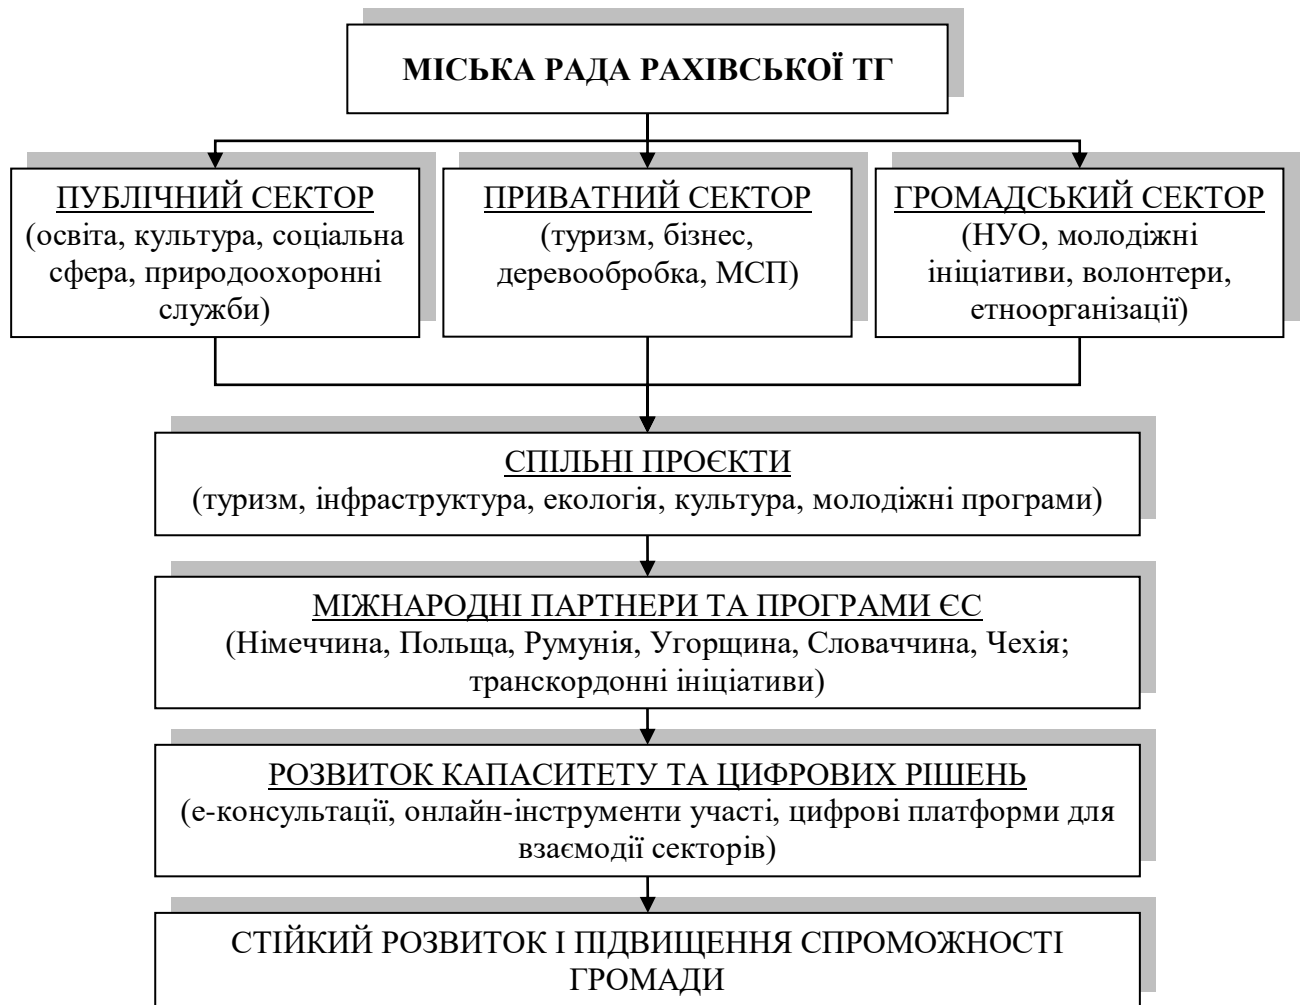 МІСЬКА РАДА РАХІВСЬКОЇ ТГ
ПУБЛІЧНИЙ СЕКТОР
(освіта, культура, соціальна
сфера, природоохоронні
служби)
ПРИВАТНИЙ СЕКТОР
(туризм, бізнес,
деревообробка, МСП)
ГРОМАДСЬКИЙ СЕКТОР
(НУО, молодіжні
ініціативи, волонтери,
етноорганізації)
СПІЛЬНІ ПРОЄКТИ
(туризм, інфраструктура, екологія, культура, молодіжні програми)
МІЖНАРОДНІ ПАРТНЕРИ ТА ПРОГРАМИ ЄС
(Німеччина, Польща, Румунія, Угорщина, Словаччина, Чехія;
транскордонні ініціативи)
РОЗВИТОК КАПАСИТЕТУ ТА ЦИФРОВИХ РІШЕНЬ
(е-консультації, онлайн-інструменти участі, цифрові платформи для
взаємодії секторів)
СТІЙКИЙ РОЗВИТОК І ПІДВИЩЕННЯ СПРОМОЖНОСТІ
ГРОМАДИ